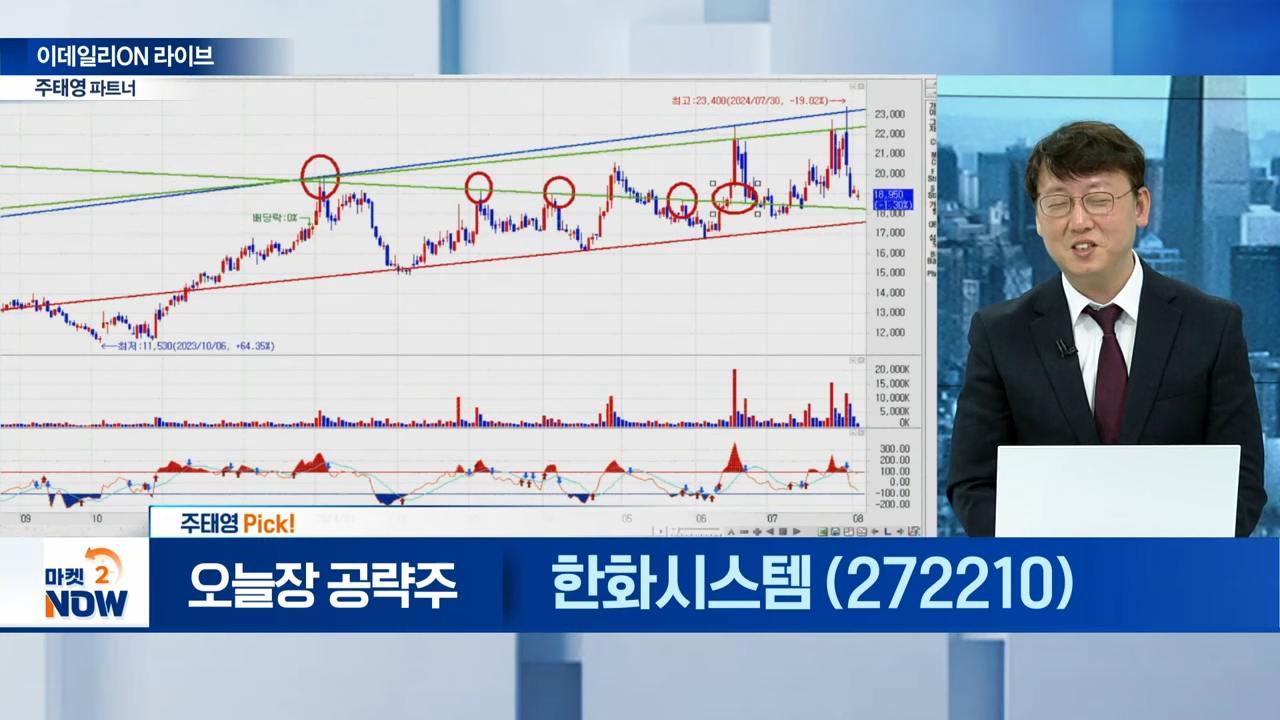 이데일리ON 라이브
주태영 파트너
최고:23,400(2024/07/30, -19.02%)→
23,000
22,000
21,000
20,000
18,950
(-1.30%)
18,000
17,000
16,000
15,000
14,000
13,000
12,000
배당락:0%
←최저:11,530(2023/10/06, +64.35%)
20,000K
15,000K
10,000K
5,000K
0K
300.00
200.00
100.00
0.00
-100.00
-200.00
09
10
05
06
07
08
주태영 Pick!
마켓 2
NOW
오늘장 공략주
한화시스템 (272210)